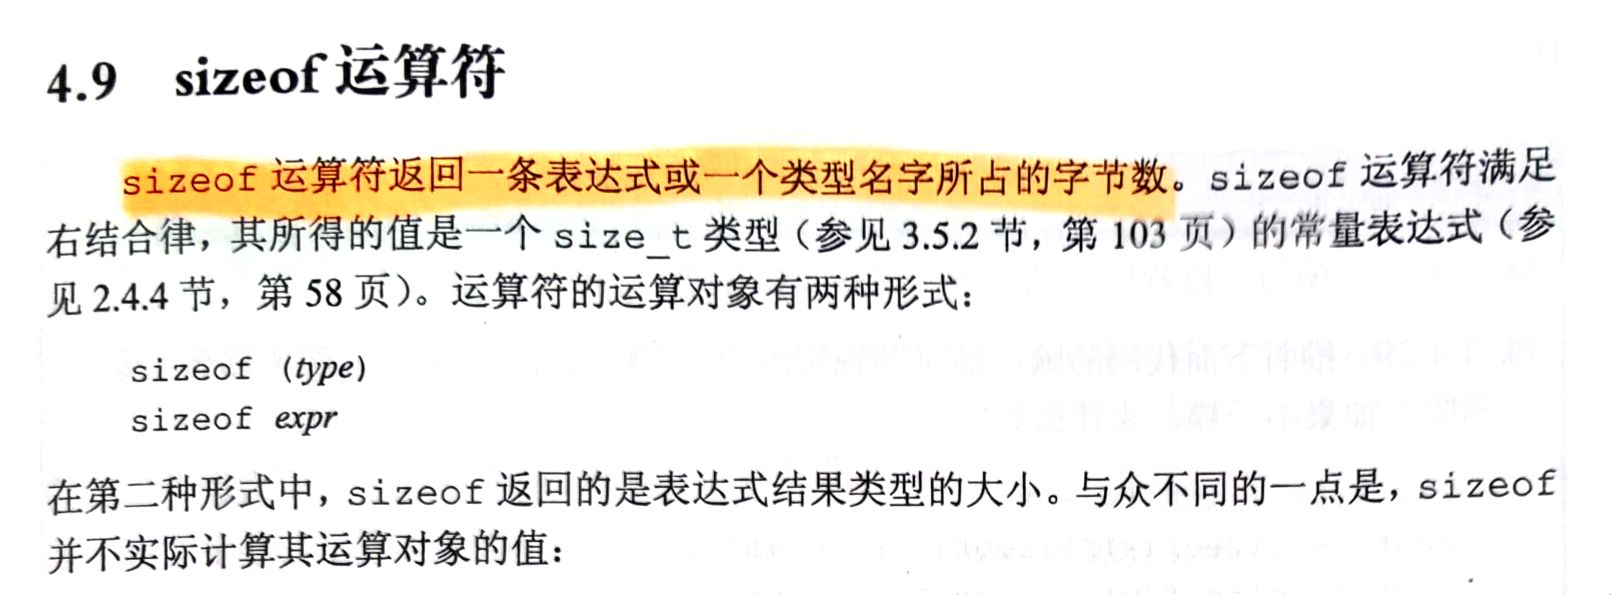 4.9 sizeof 运算符
sizeof 运算符返回一条表达式或一个类型名字所占的字节数。sizeof 运算符满足
右结合律，其所得的值是一个 size_t 类型（参见 3.5.2 节，第 103 页）的常量表达式（参
见 2.4.4 节，第 58 页）。运算符的运算对象有两种形式：
sizeof (type)
sizeof expr
在第二种形式中，sizeof 返回的是表达式结果类型的大小。与众不同的一点是，sizeof
并不实际计算其运算对象的值：